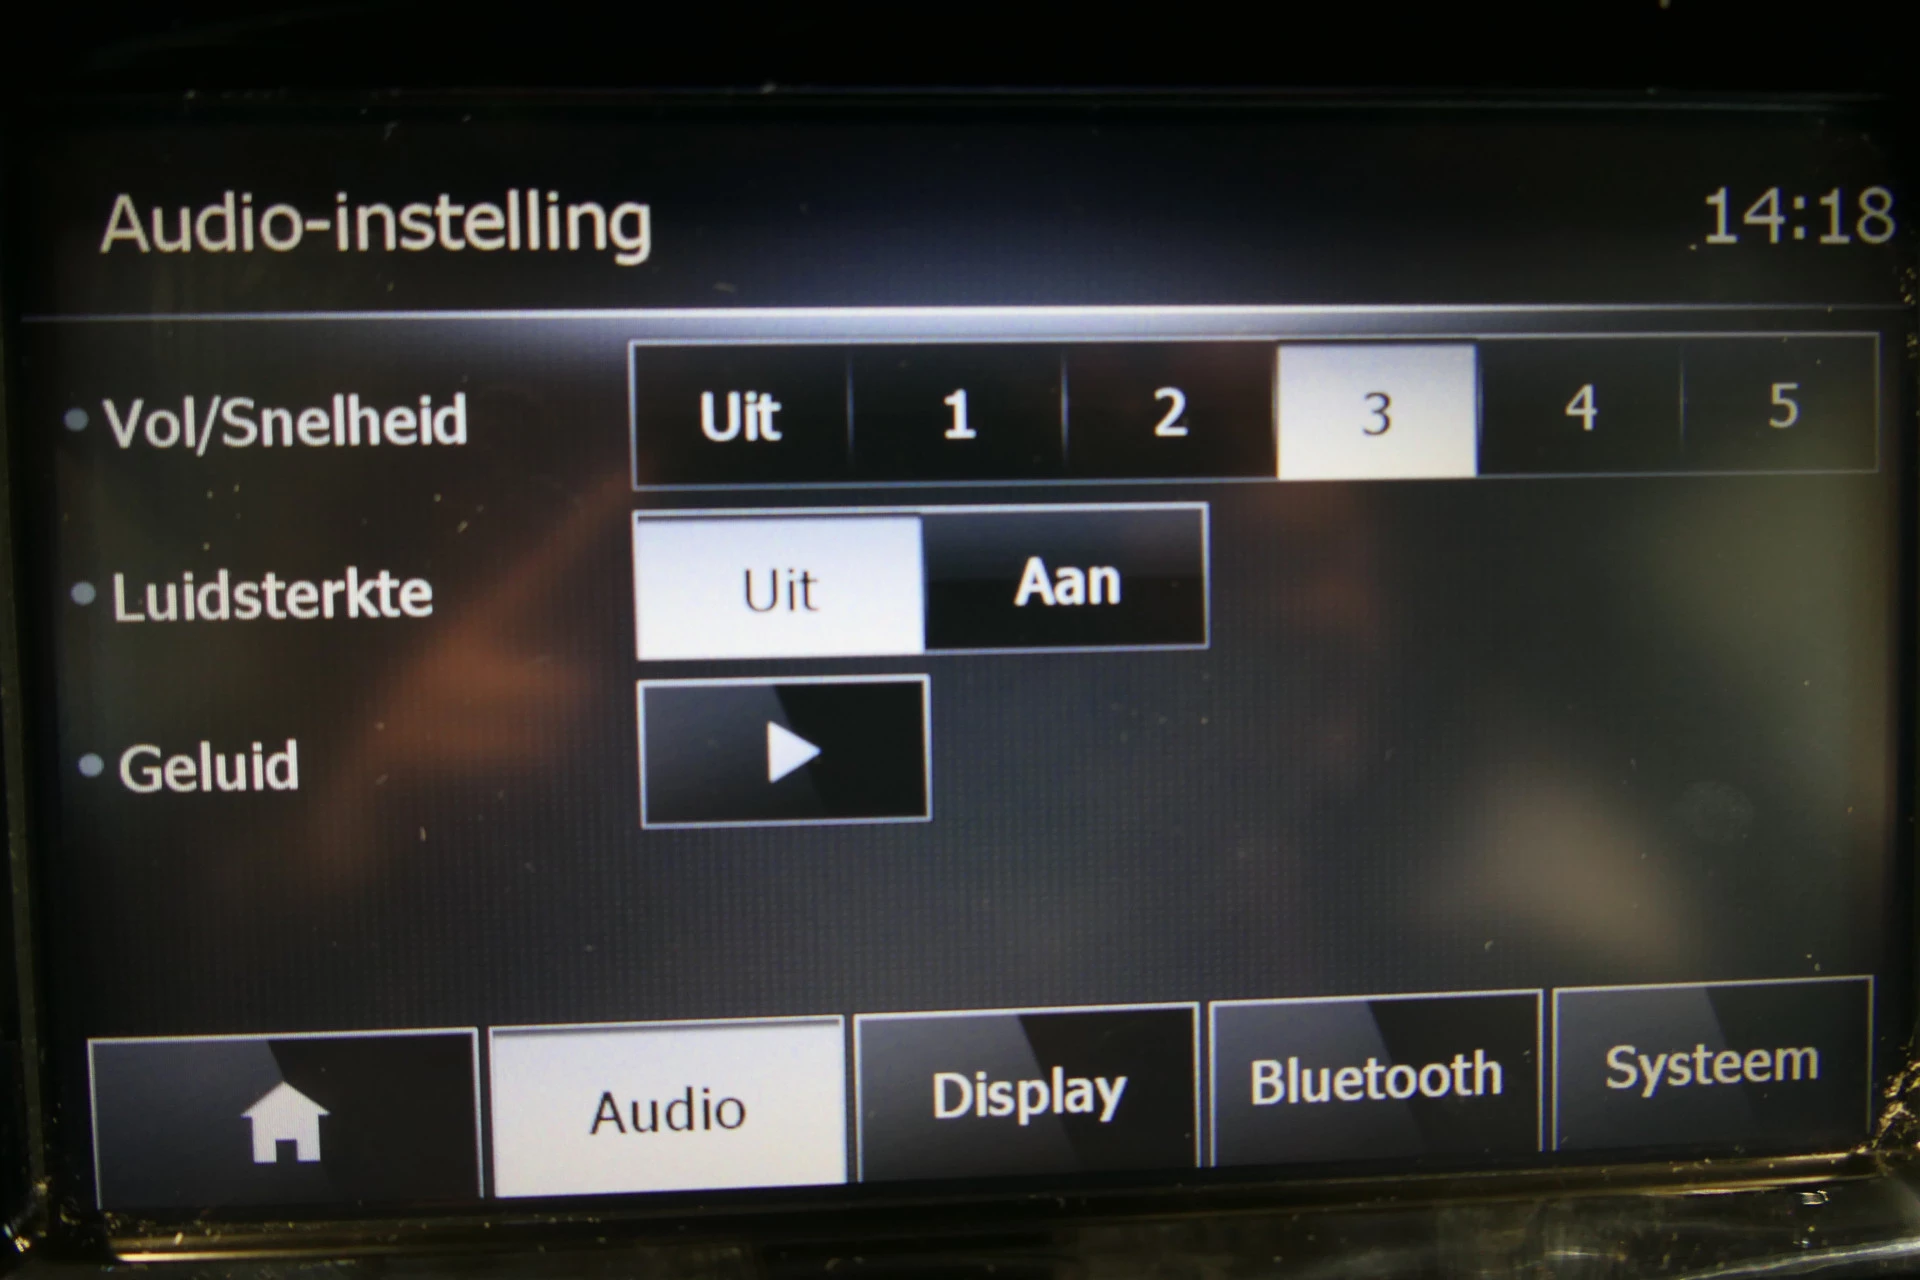 Audio-instelling 14:18
Vol/Snelheid Uit 1 2 3 4 5
Luidsterkte Uit Aan
Geluid
Audio Display Bluetooth Systeem